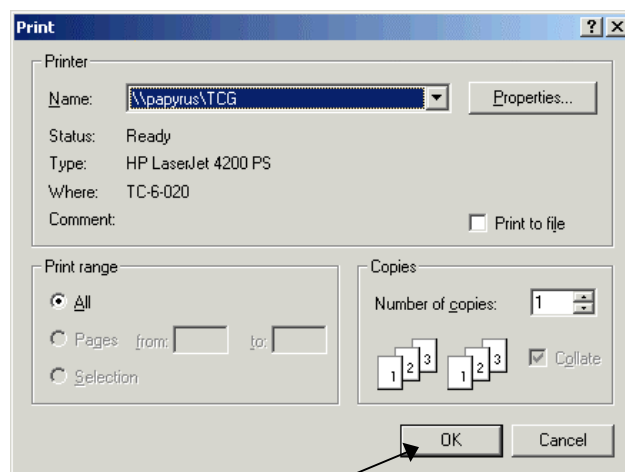 Print
Printer
Name: \\papyrus\TCG Properties...
Status: Ready
Type: HP LaserJet 4200 PS
Where: TC-6-020
Comment: Print to file
Print range
All
Pages from: to:
Selection
Copies
Number of copies: 1
1 2 3 1 2 3 Collate
OK Cancel